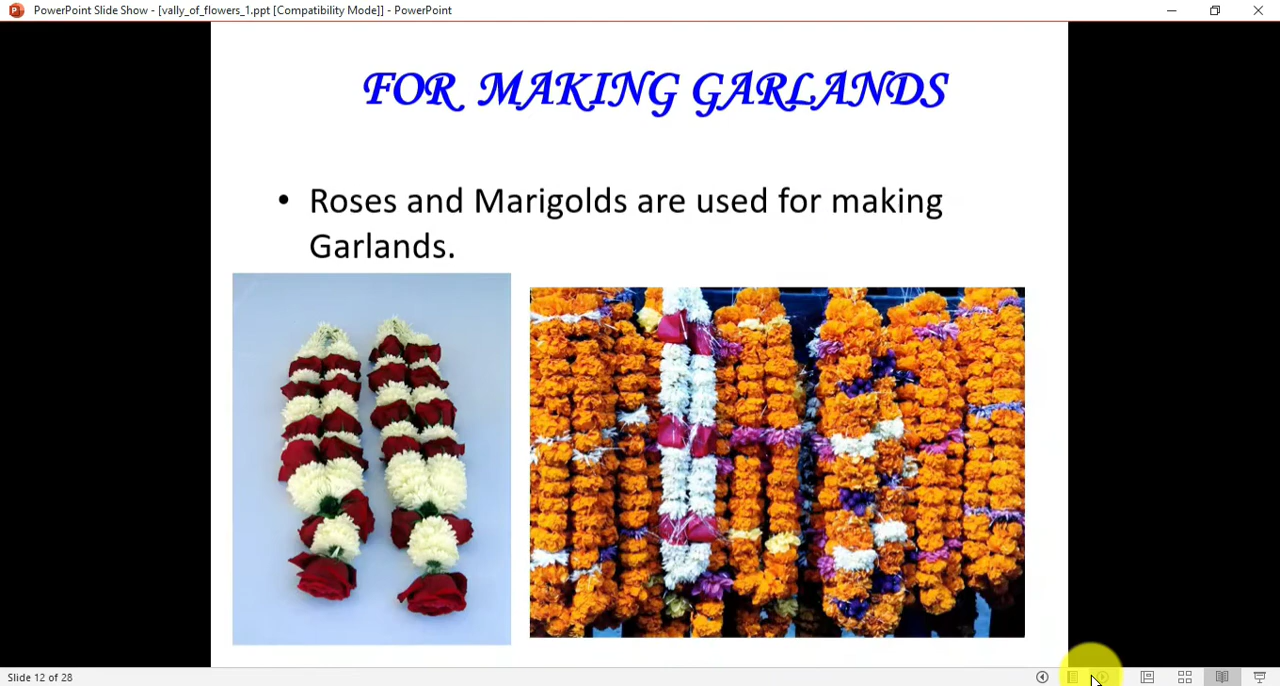 PowerPoint Slide Show - [vally_of_flowers_1.ppt [Compatibility Mode]] - PowerPoint
FOR MAKING GARLANDS
• Roses and Marigolds are used for making
Garlands.
Slide 12 of 28